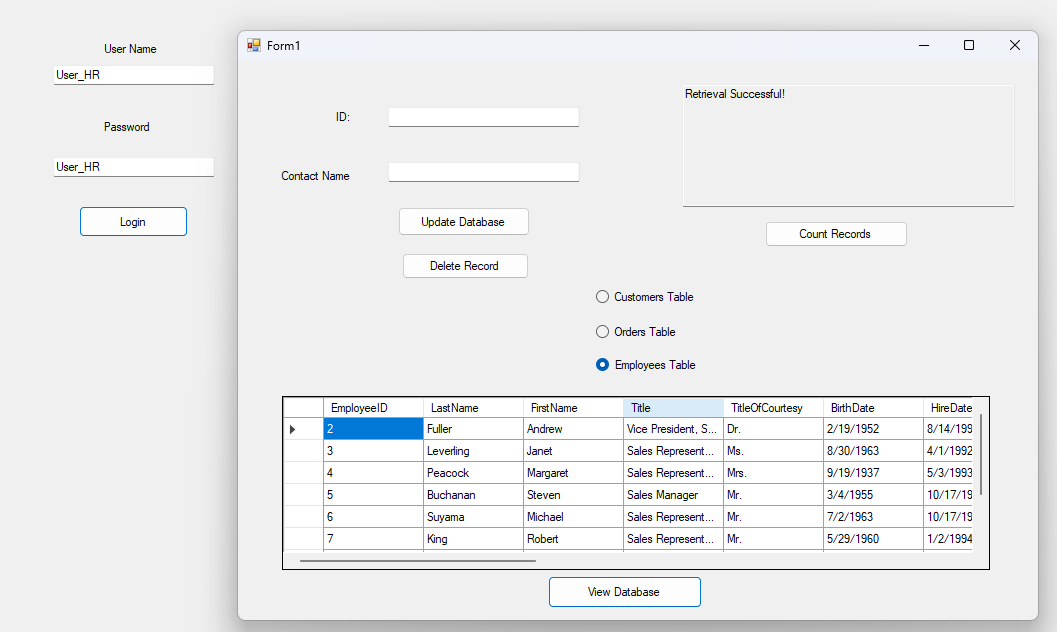 User Name
User_HR
Password
User_HR
Login
Form1
ID:
Contact Name
Update Database
Delete Record
Retrieval Successful!
Count Records
Customers Table
Orders Table
Employees Table
EmployeeID LastName FirstName Title TitleOfCourtesy BirthDate HireDate
2 Fuller Andrew Vice President, S... Dr. 2/19/1952 8/14/199
3 Leverling Janet Sales Represent... Ms. 8/30/1963 4/1/1992
4 Peacock Margaret Sales Represent... Mrs. 9/19/1937 5/3/1993
5 Buchanan Steven Sales Manager Mr. 3/4/1955 10/17/19
6 Suyama Michael Sales Represent... Mr. 7/2/1963 10/17/19
7 King Robert Sales Represent... Mr. 5/29/1960 1/2/1994
View Database